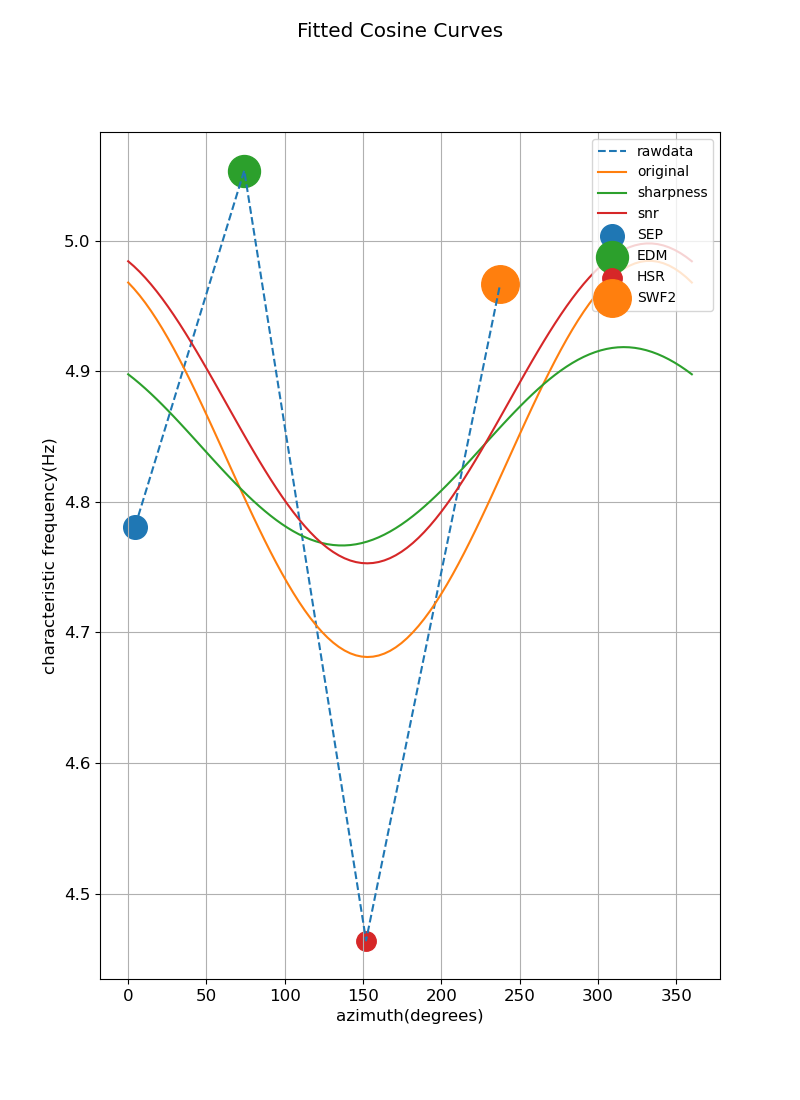 Fitted Cosine Curves
rawdata
original
sharpness
snr
SEP
EDM
HSR
SWF2
characteristic frequency(Hz)
5.0
4.9
4.8
4.7
4.6
4.5
0 50 100 150 200 250 300 350
azimuth(degrees)